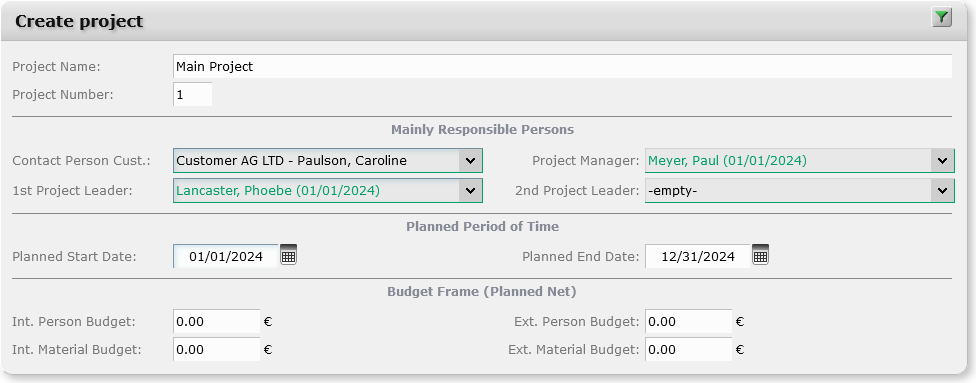 Create project
Project Name: Main Project
Project Number: 1
Mainly Responsible Persons
Contact Person Cust.: Customer AG LTD - Paulson, Caroline Project Manager: Meyer, Paul (01/01/2024)
1st Project Leader: Lancaster, Phoebe (01/01/2024) 2nd Project Leader: -empty-
Planned Period of Time
Planned Start Date: 01/01/2024 Planned End Date: 12/31/2024
Budget Frame (Planned Net)
Int. Person Budget: 0.00 € Ext. Person Budget: 0.00 €
Int. Material Budget: 0.00 € Ext. Material Budget: 0.00 €